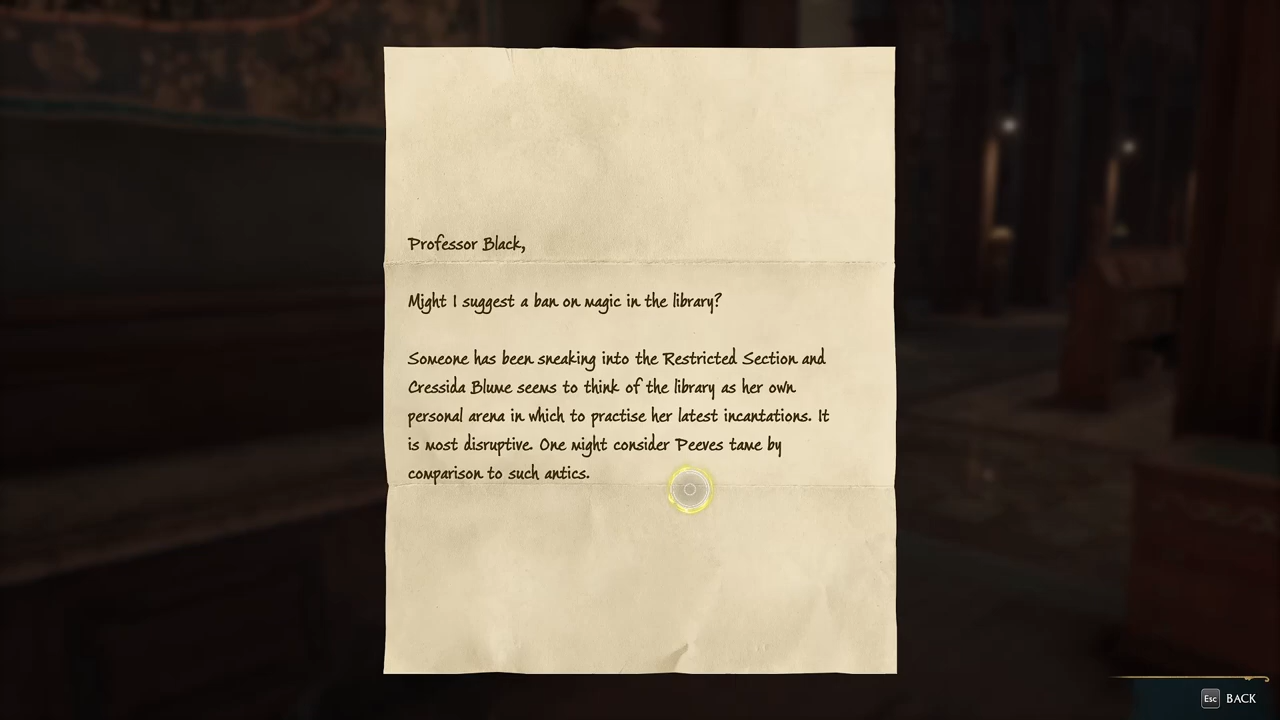 Professor Black,
Might I suggest a ban on magic in the library?
Someone has been sneaking into the Restricted Section and
Cressida Blume seems to think of the library as her own
personal arena in which to practise her latest incantations. It
is most disruptive. One might consider Peeves tame by
comparison to such antics.
Esc BACK